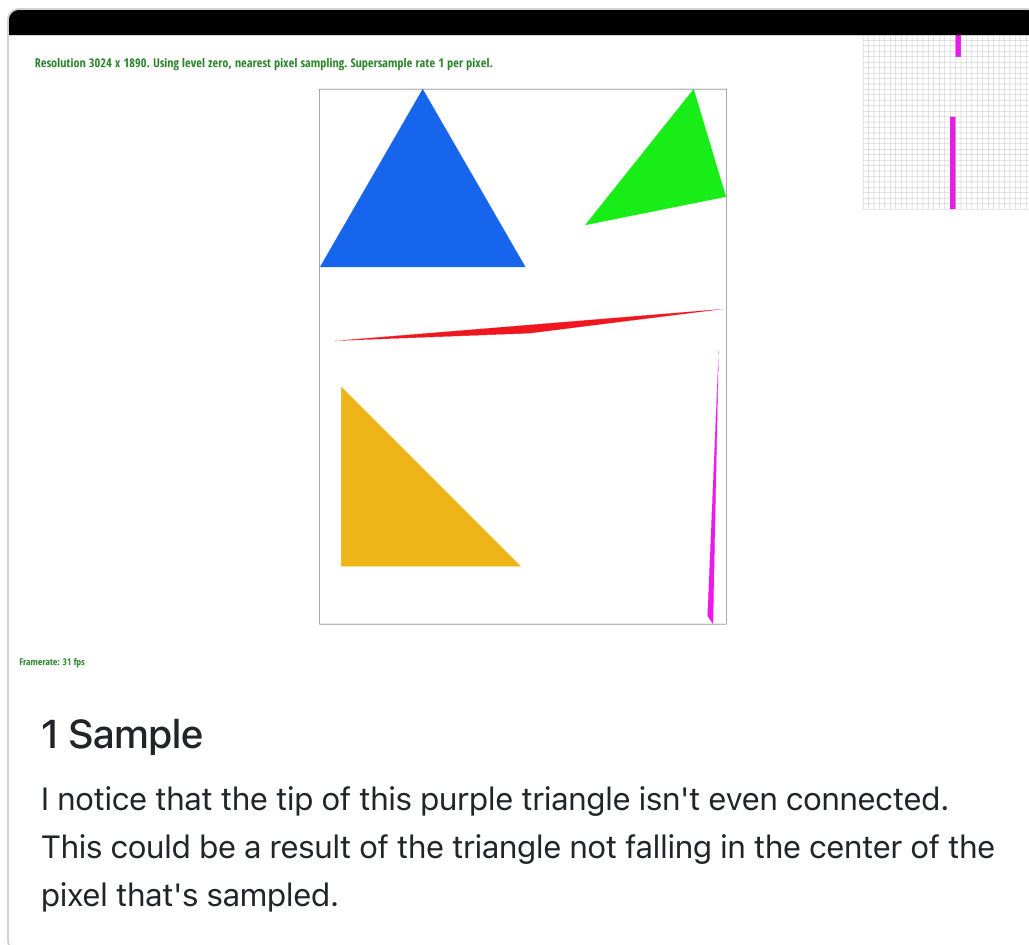 Resolution 3024 x 1890. Using level zero, nearest pixel sampling. Supersample rate 1 per pixel.
Framerate: 31 fps
1 Sample
I notice that the tip of this purple triangle isn't even connected.
This could be a result of the triangle not falling in the center of the
pixel that's sampled.